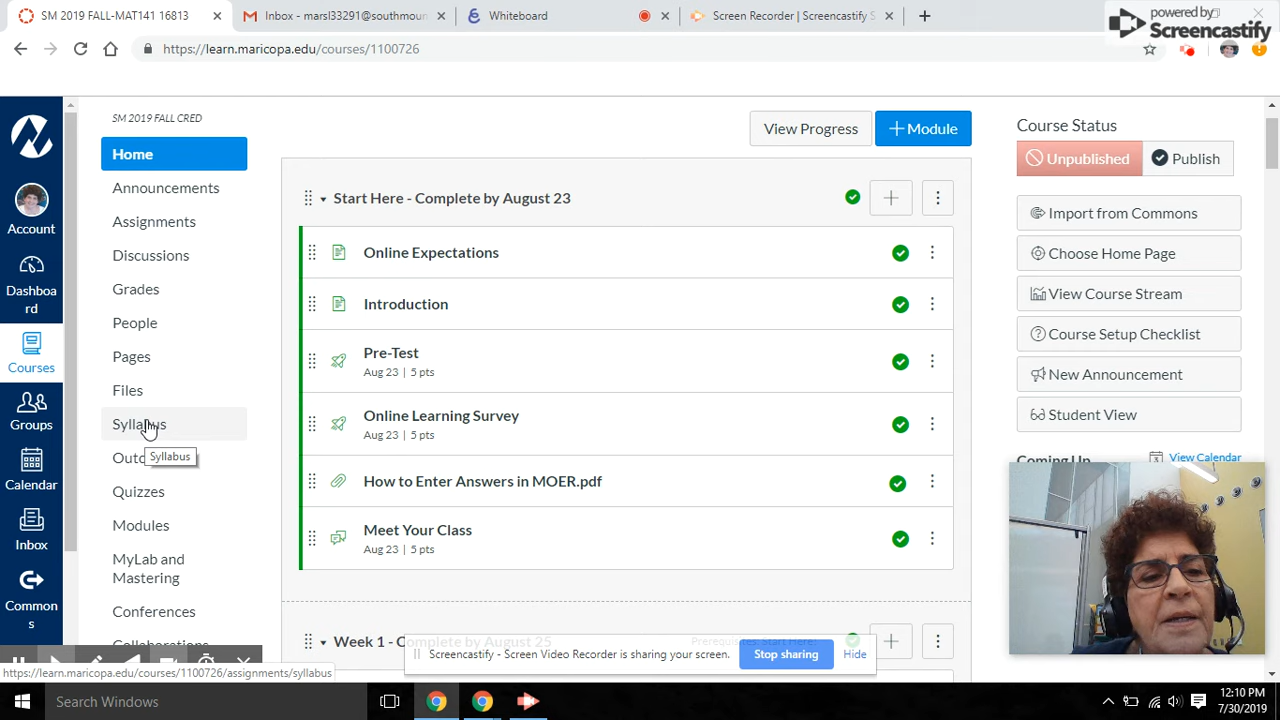 SM 2019 FALL-MAT141 16813
Inbox - marsl33291@southmoun
Whiteboard
Screen Recorder | Screencastify S
powered by
Screencastify
https://learn.maricopa.edu/courses/1100726
SM 2019 FALL CRED
Home
Announcements
Assignments
Discussions
Grades
People
Pages
Files
Syllabus
Syllabus
Quizzes
Modules
MyLab and
Mastering
Conferences
Collaborations
Account
Dashboa
rd
Courses
Groups
Calendar
Inbox
Common
s
View Progress
+ Module
Start Here - Complete by August 23
Online Expectations
Introduction
Pre-Test
Aug 23 | 5 pts
Online Learning Survey
Aug 23 | 5 pts
How to Enter Answers in MOER.pdf
Meet Your Class
Aug 23 | 5 pts
Week 1 - Complete by August 25
Prerequisites: Start Here!
Course Status
Unpublished
Publish
Import from Commons
Choose Home Page
View Course Stream
Course Setup Checklist
New Announcement
Student View
Coming Up
View Calendar
Screencastify - Screen Video Recorder is sharing your screen.
Stop sharing
Hide
https://learn.maricopa.edu/courses/1100726/assignments/syllabus
Search Windows
12:10 PM
7/30/2019